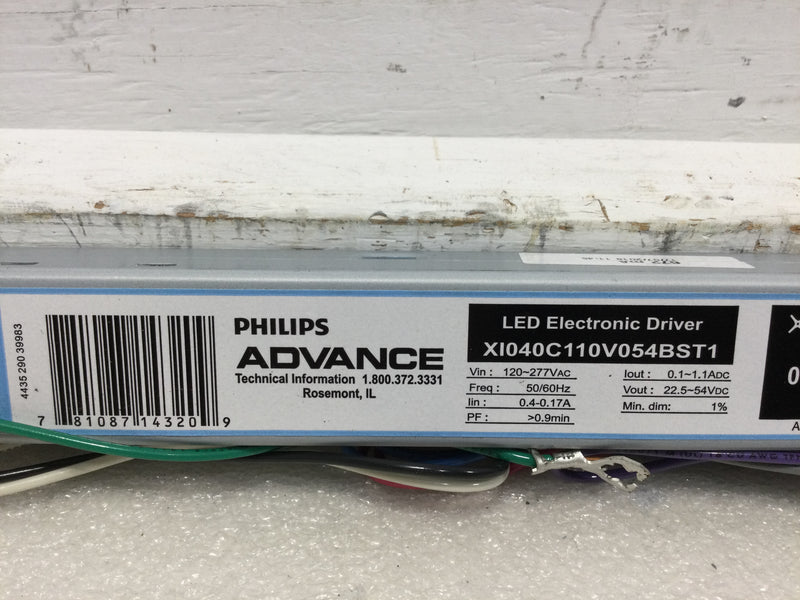 4435 290 39983
7 81087 14320 9
PHILIPS
ADVANCE
Technical Information 1.800.372.3331
Rosemont, IL
LED Electronic Driver
XI040C110V054BST1
Vin : 120~277VAC
Freq : 50/60Hz
Iin : 0.4-0.17A
PF : >0.9min
Iout : 0.1~1.1ADC
Vout : 22.5~54VDC
Min. dim: 1%
0
A